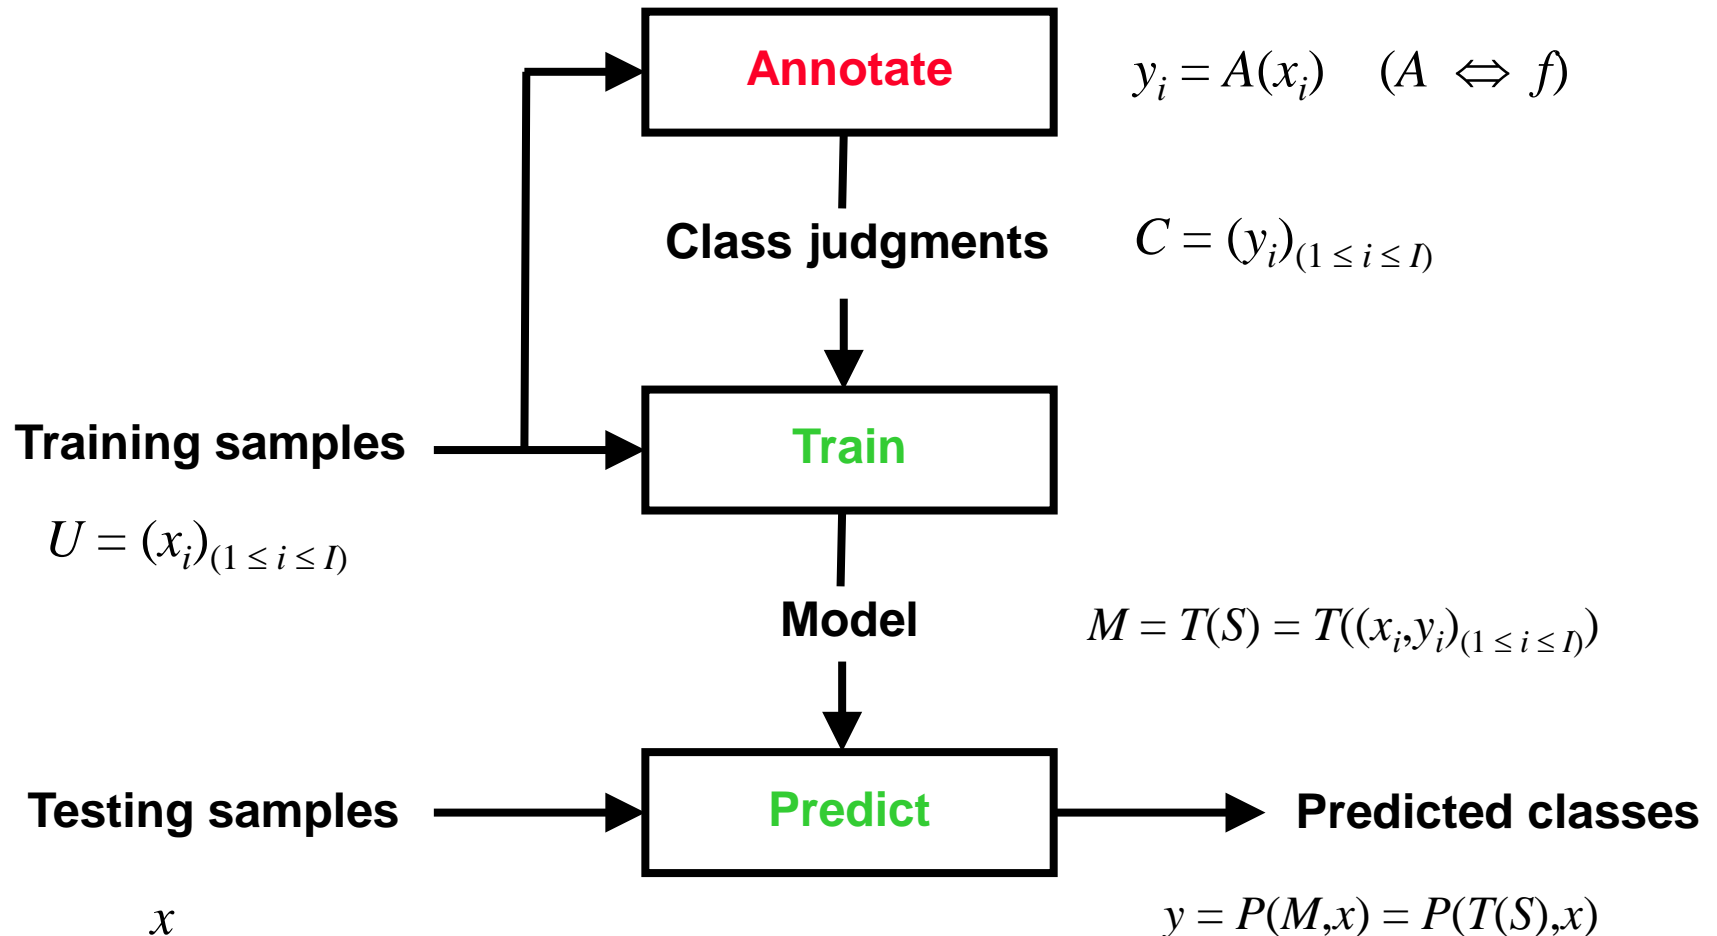 Annotate
y_i = A(x_i) (A ⇔ f)
Class judgments
C = (y_i)_(1 ≤ i ≤ I)
Training samples
Train
U = (x_i)_(1 ≤ i ≤ I)
Model
M = T(S) = T((x_i,y_i)_(1 ≤ i ≤ I))
Testing samples
Predict
Predicted classes
x
y = P(M,x) = P(T(S),x)